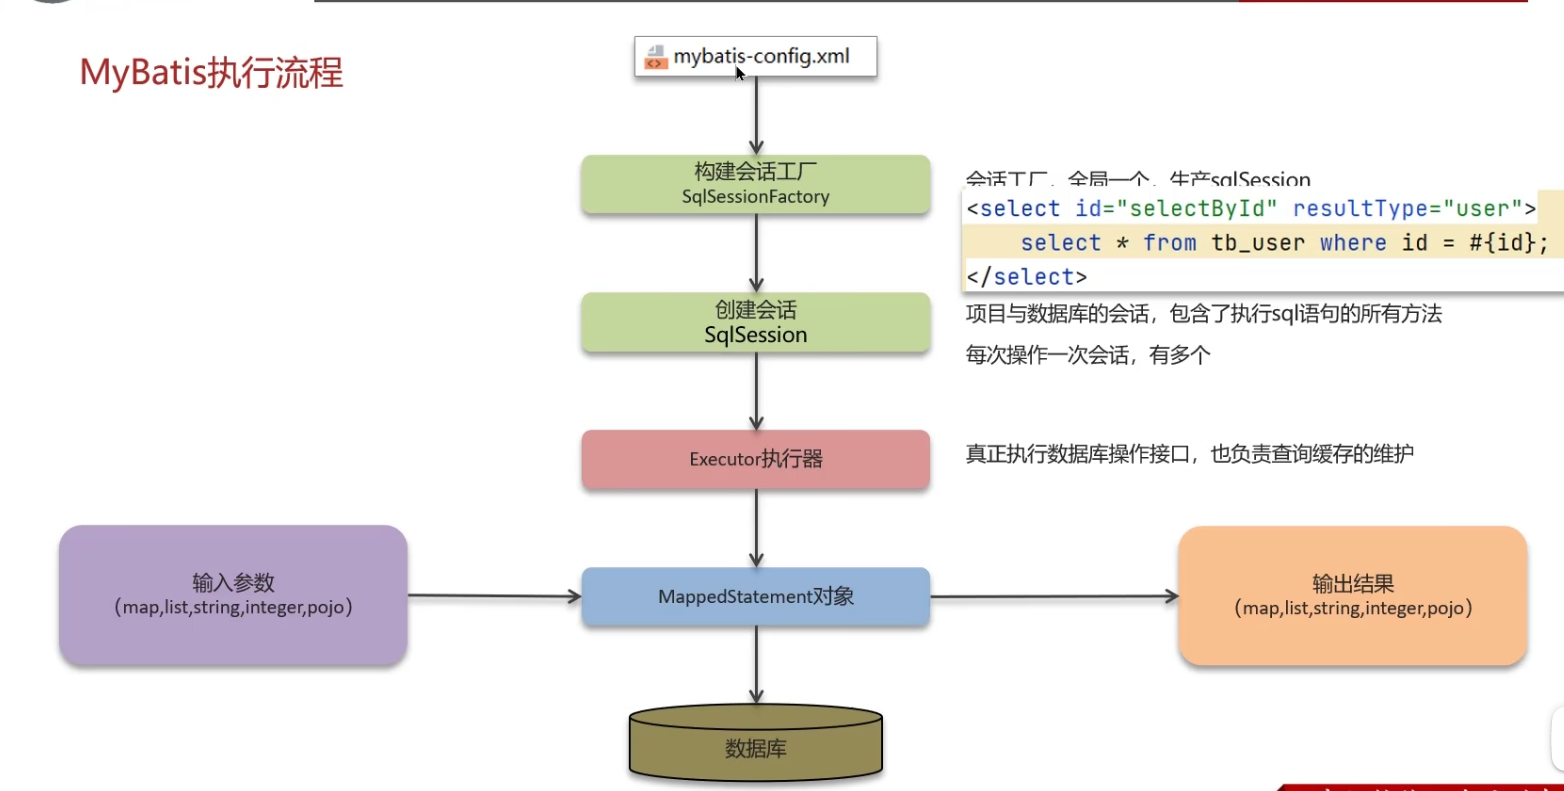 MyBatis执行流程
mybatis-config.xml
构建会话工厂
SqlSessionFactory
会话工厂，全局一个，生产sqlSession
<select id="selectById" resultType="user">
select * from tb_user where id = #{id};
</select>
创建会话
SqlSession
项目与数据库的会话，包含了执行sql语句的所有方法
每次操作一次会话，有多个
Executor执行器
真正执行数据库操作接口，也负责查询缓存的维护
输入参数
（map,list,string,integer,pojo）
MappedStatement对象
输出结果
（map,list,string,integer,pojo）
数据库